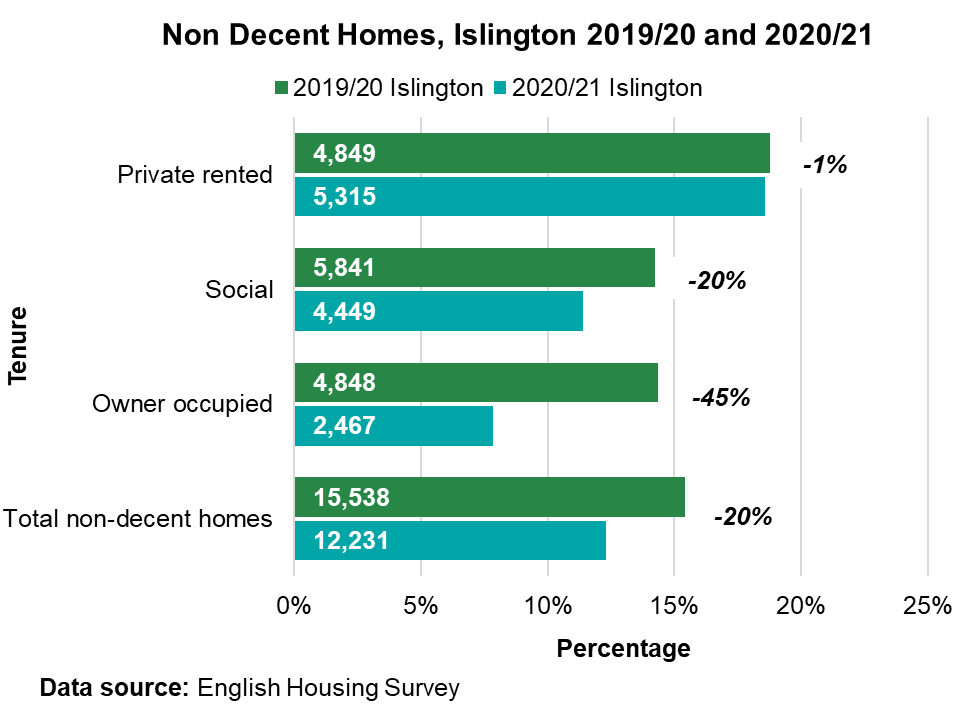 Non Decent Homes, Islington 2019/20 and 2020/21
2019/20 Islington 2020/21 Islington
Private rented
4,849
5,315
-1%
Social
5,841
4,449
-20%
Owner occupied
4,848
2,467
-45%
Total non-decent homes
15,538
12,231
-20%
Tenure
0% 5% 10% 15% 20% 25%
Percentage
Data source: English Housing Survey